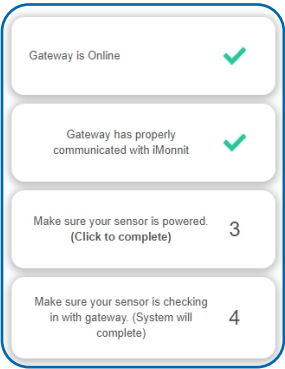 Gateway is Online
Gateway has properly
communicated with iMonnit
Make sure your sensor is powered.
(Click to complete)
3
Make sure your sensor is checking
in with gateway. (System will
complete)
4